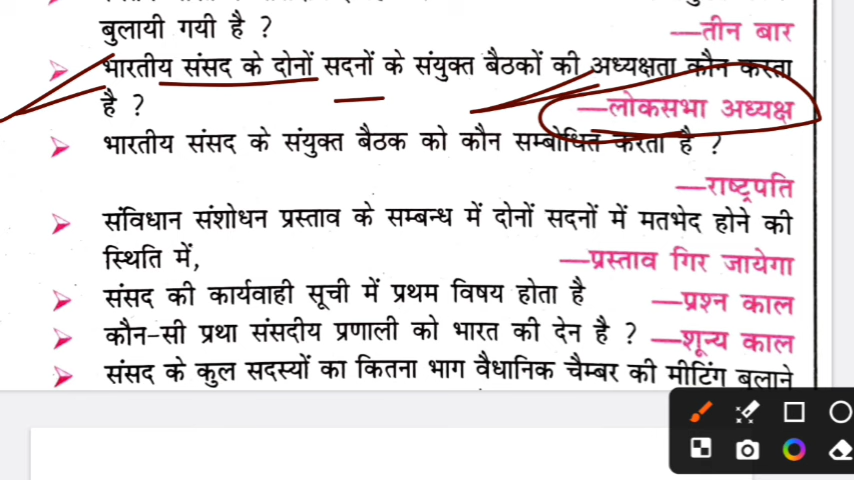 बुलायी गयी है ?
—तीन बार
भारतीय संसद के दोनों सदनों के संयुक्त बैठकों की अध्यक्षता कौन करता
है ?
—लोकसभा अध्यक्ष
भारतीय संसद के संयुक्त बैठक को कौन सम्बोधित करता है ?
—राष्ट्रपति
संविधान संशोधन प्रस्ताव के सम्बन्ध में दोनों सदनों में मतभेद होने की
स्थिति में,
—प्रस्ताव गिर जायेगा
संसद की कार्यवाही सूची में प्रथम विषय होता है
—प्रश्न काल
कौन-सी प्रथा संसदीय प्रणाली को भारत की देन है ?
—शून्य काल
संसद के कुल सदस्यों का कितना भाग वैधानिक चैम्बर की मीटिंग बुलाने